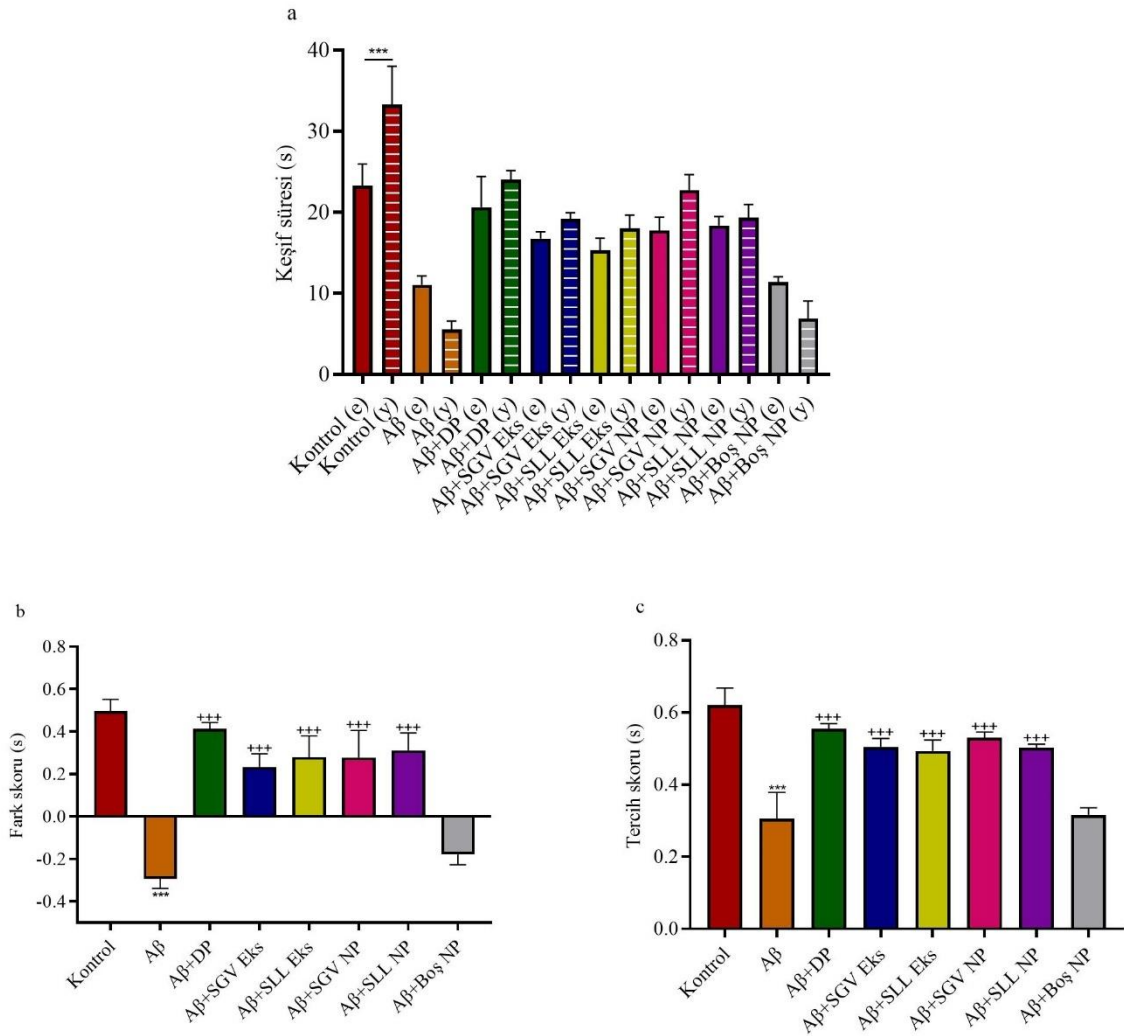 a
***
40
30
20
10
0
Keşif süresi (s)
Kontrol (e)
Kontrol (y)
Aβ (e)
Aβ (y)
Aβ+DP (e)
Aβ+DP (y)
Aβ+SGV Eks (e)
Aβ+SGV Eks (y)
Aβ+SLL Eks (e)
Aβ+SLL Eks (y)
Aβ+SGV NP (e)
Aβ+SGV NP (y)
Aβ+SLL NP (e)
Aβ+SLL NP (y)
Aβ+Boş NP (e)
Aβ+Boş NP (y)
b
0.8
0.6
0.4
0.2
0.0
-0.2
-0.4
Fark skoru (s)
***
+++
+++
+++
+++
+++
Kontrol
Aβ
Aβ+DP
Aβ+SGV Eks
Aβ+SLL Eks
Aβ+SGV NP
Aβ+SLL NP
Aβ+Boş NP
c
0.8
0.6
0.4
0.2
0.0
Tercih skoru (s)
***
+++
+++
+++
+++
+++
Kontrol
Aβ
Aβ+DP
Aβ+SGV Eks
Aβ+SLL Eks
Aβ+SGV NP
Aβ+SLL NP
Aβ+Boş NP